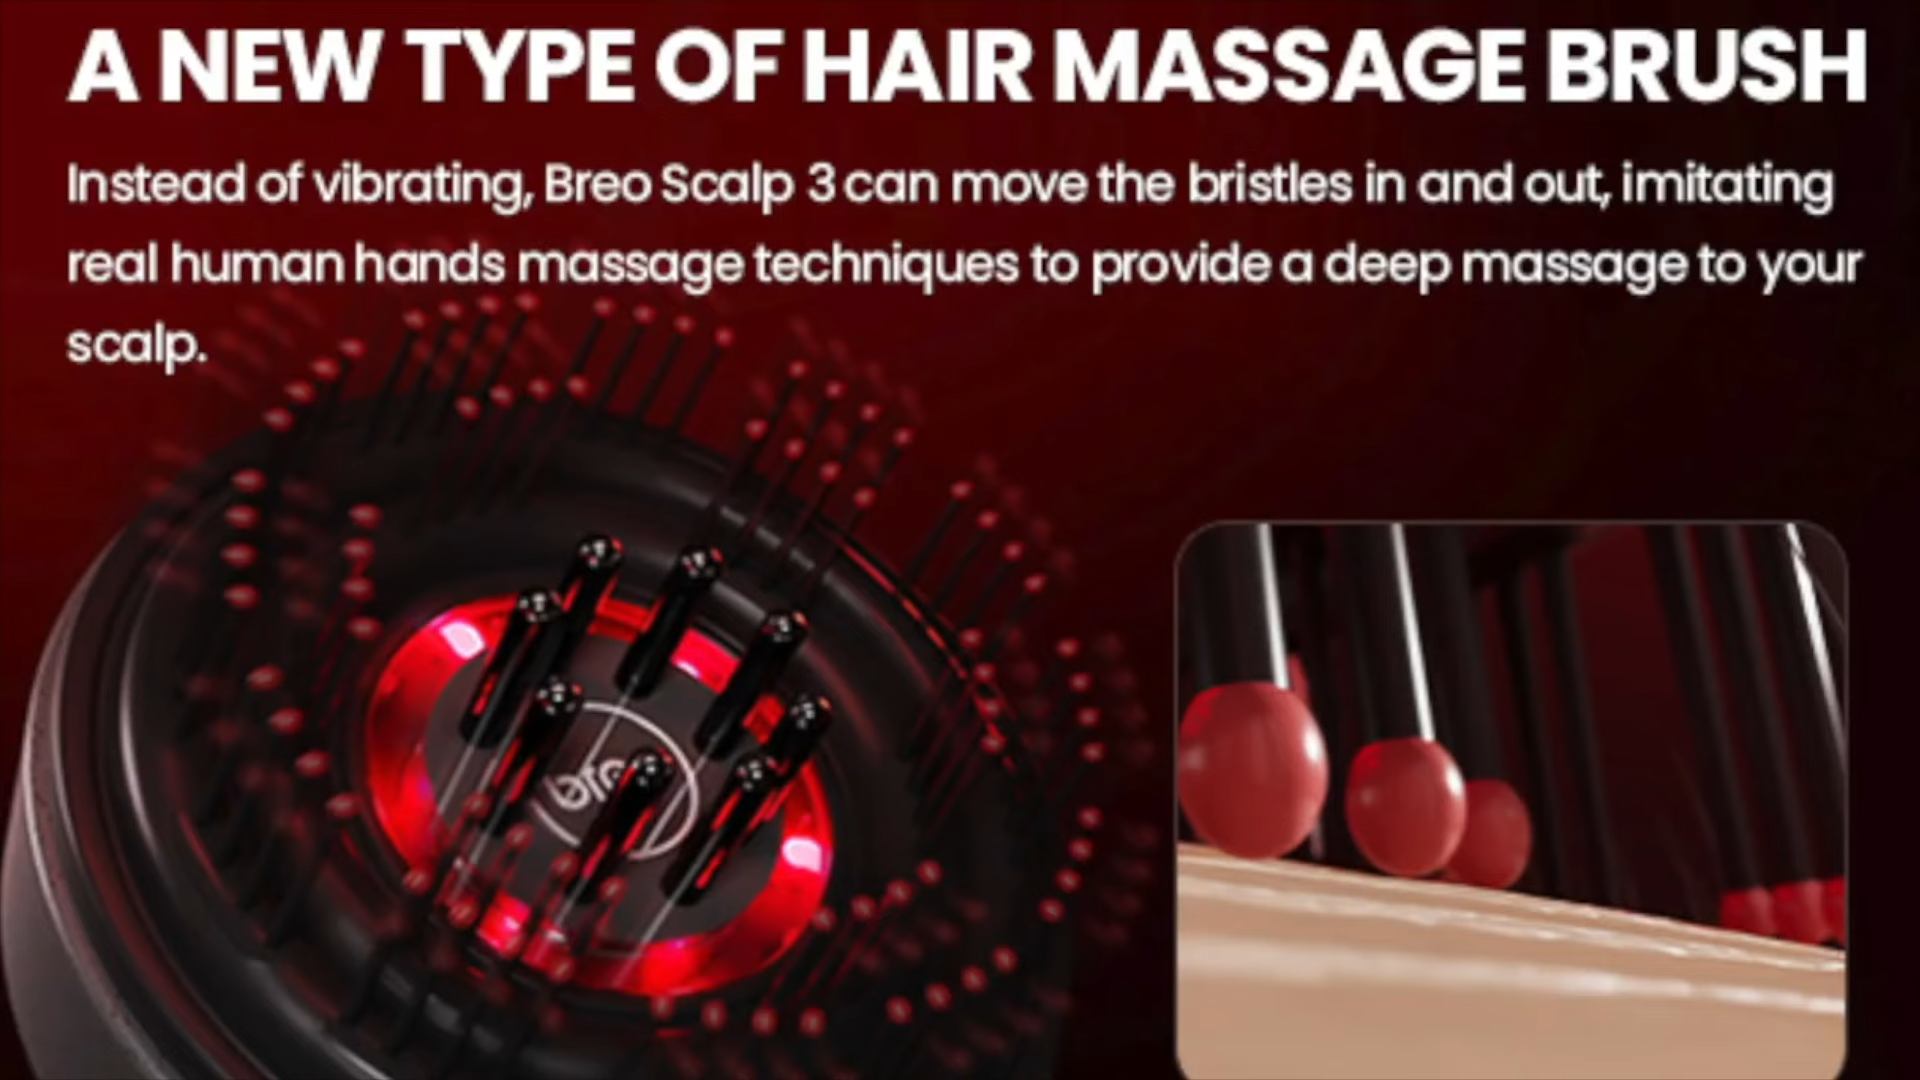 A NEW TYPE OF HAIR MASSAGE BRUSH
Instead of vibrating, Breo Scalp 3 can move the bristles in and out, imitating
real human hands massage techniques to provide a deep massage to your
scalp.